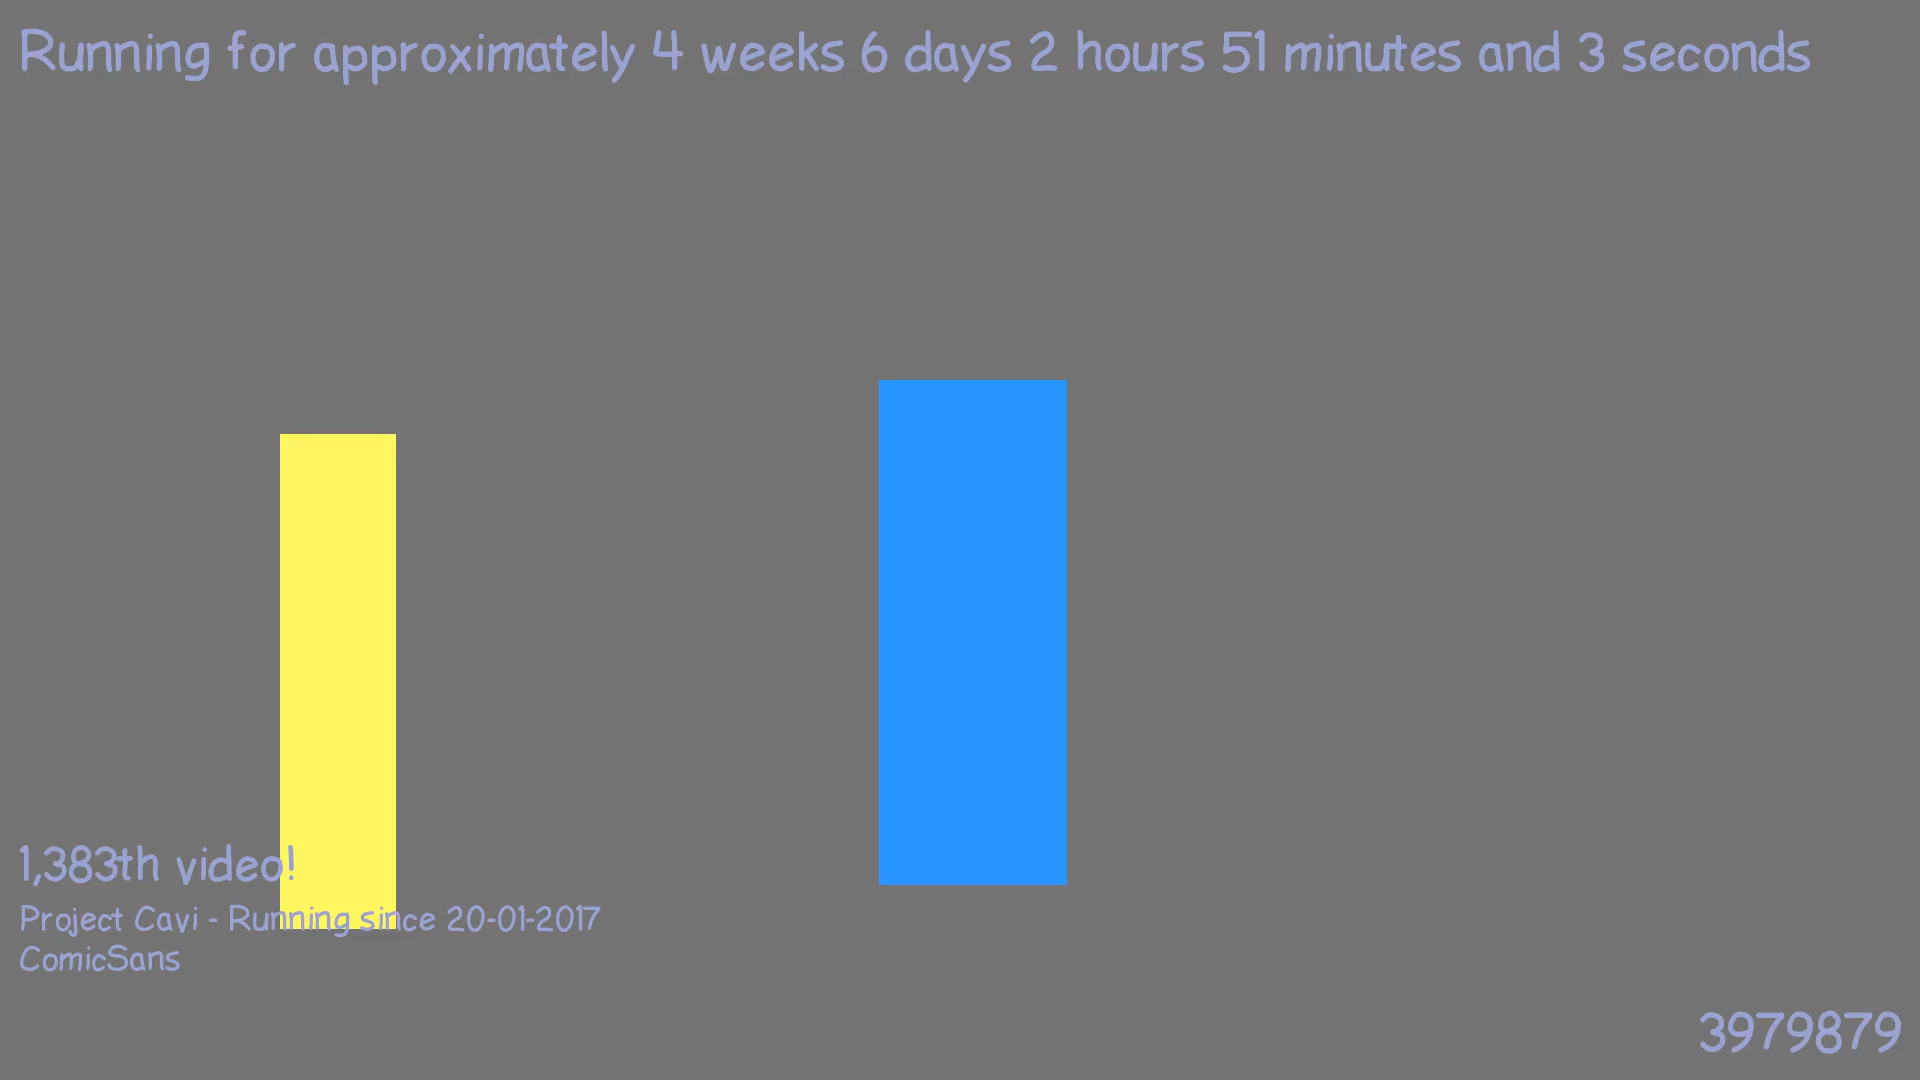 Running for approximately 4 weeks 6 days 2 hours 51 minutes and 3 seconds
1,383th video!
Project Cavi - Running since 20-01-2017
ComicSans
3979879